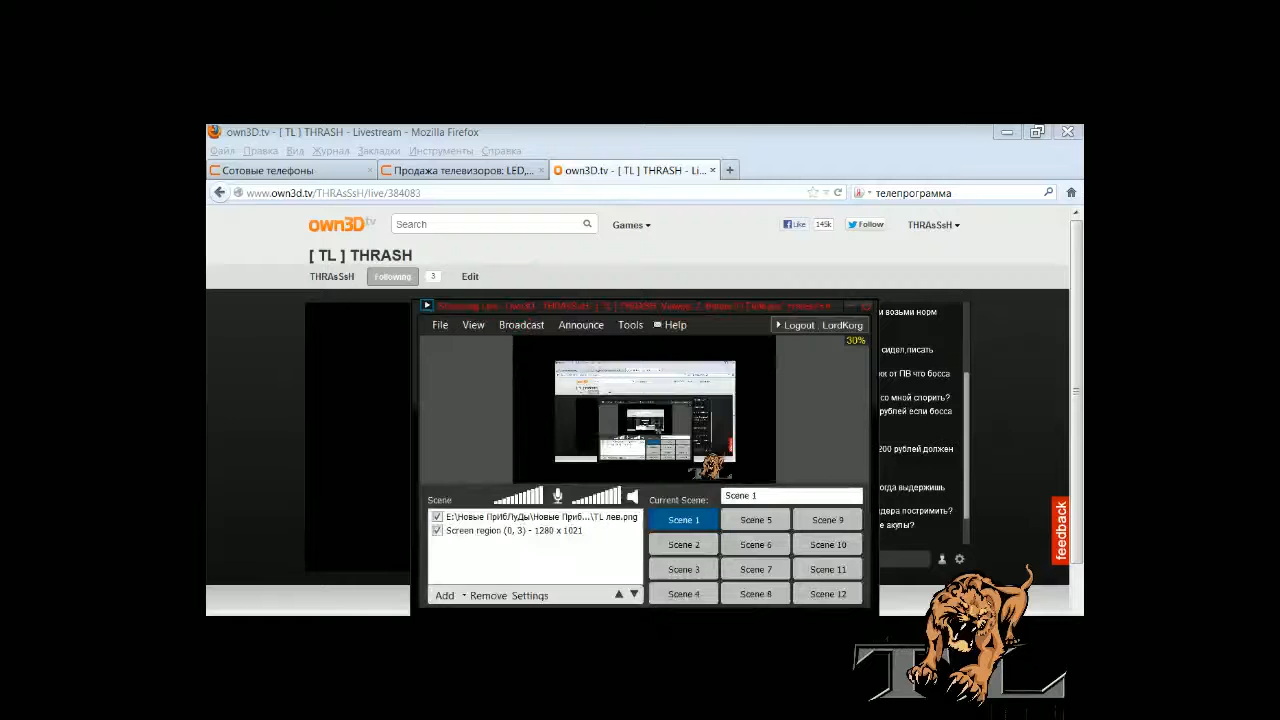 own3D.tv - [ TL ] THRASH - Livestream - Mozilla Firefox
Файл Правка Вид Журнал Закладки Инструменты Справка
Сотовые телефоны
Продажа телевизоров: LED,...
own3D.tv - [ TL ] THRASH - Li...
www.own3d.tv/THRAsSsH/live/384083
телепрограмма
own3D tv
Search
Games
Like
145k
Follow
THRAsSsH
[ TL ] THRASH
THRAsSsH
Following
3
Edit
и возьми норм
File View Broadcast Announce Tools Help
Logout LordKorg
30%
сидел,писать
от ПВ что босса
со мной спорить?
рублей если босса
200 рублей должен
огда выдержишь
дера постримить?
е акулы?
Scene
Current Scene:
Scene 1
E:\Новые ПриблУдЫ\Новые Приб...\TL лев.png
Screen region (0, 3) - 1280 x 1021
Scene 1 Scene 5 Scene 9
Scene 2 Scene 6 Scene 10
Scene 3 Scene 7 Scene 11
Scene 4 Scene 8 Scene 12
Add Remove Settings
feedback
TL